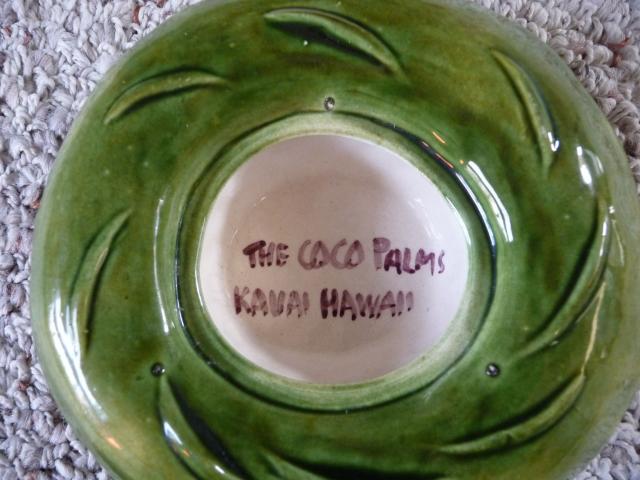 THE COCO PALMS
KAUAI HAWAII